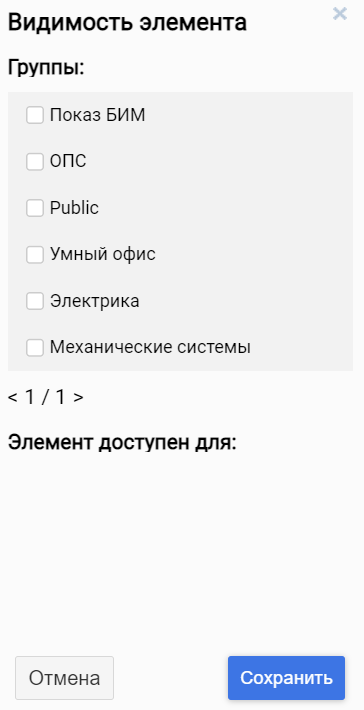 Видимость элемента
×
Группы:
Показ БИМ
ОПС
Public
Умный офис
Электрика
Механические системы
< 1 / 1 >
Элемент доступен для:
Отмена
Сохранить